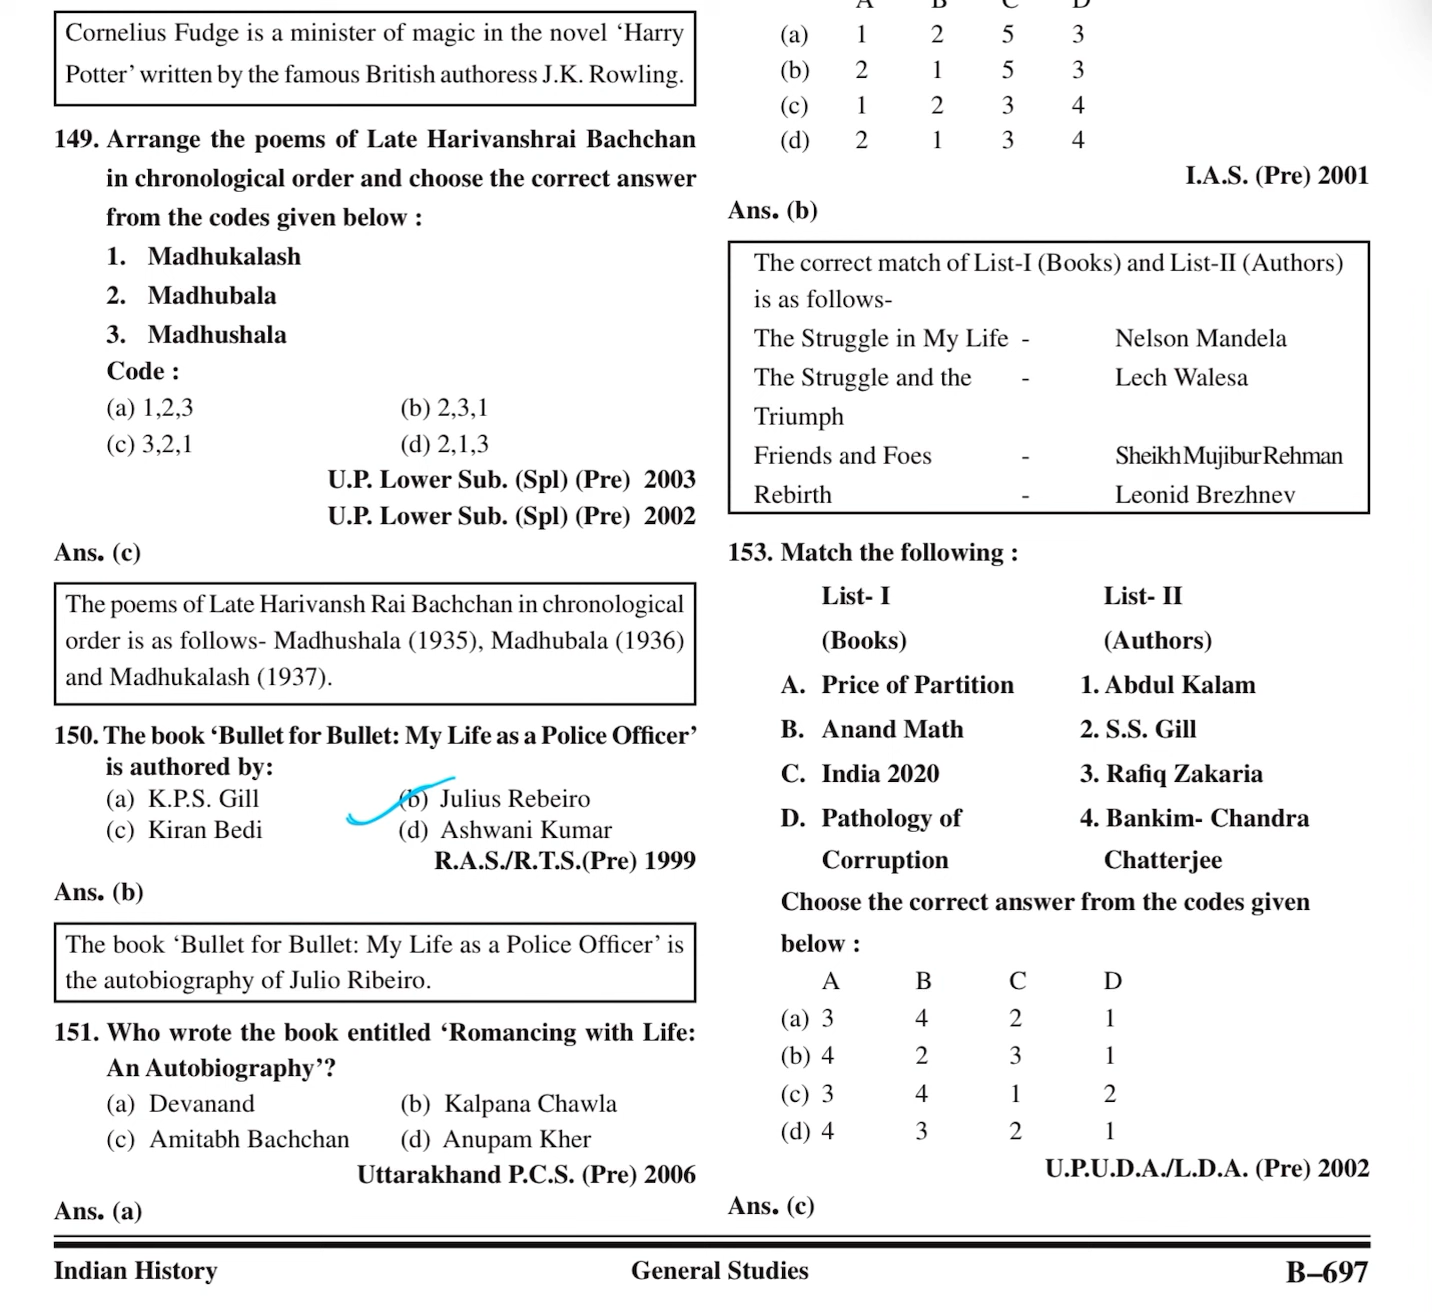 Cornelius Fudge is a minister of magic in the novel ‘Harry
Potter’ written by the famous British authoress J.K. Rowling.
149. Arrange the poems of Late Harivanshrai Bachchan
in chronological order and choose the correct answer
from the codes given below :
1. Madhukalash
2. Madhubala
3. Madhushala
Code :
(a) 1,2,3 (b) 2,3,1
(c) 3,2,1 (d) 2,1,3
U.P. Lower Sub. (Spl) (Pre) 2003
U.P. Lower Sub. (Spl) (Pre) 2002
Ans. (c)
The poems of Late Harivansh Rai Bachchan in chronological
order is as follows- Madhushala (1935), Madhubala (1936)
and Madhukalash (1937).
150. The book ‘Bullet for Bullet: My Life as a Police Officer’
is authored by:
(a) K.P.S. Gill (b) Julius Rebeiro
(c) Kiran Bedi (d) Ashwani Kumar
R.A.S./R.T.S.(Pre) 1999
Ans. (b)
The book ‘Bullet for Bullet: My Life as a Police Officer’ is
the autobiography of Julio Ribeiro.
151. Who wrote the book entitled ‘Romancing with Life:
An Autobiography’?
(a) Devanand (b) Kalpana Chawla
(c) Amitabh Bachchan (d) Anupam Kher
Uttarakhand P.C.S. (Pre) 2006
Ans. (a)
A B C D
(a) 1 2 5 3
(b) 2 1 5 3
(c) 1 2 3 4
(d) 2 1 3 4
I.A.S. (Pre) 2001
Ans. (b)
The correct match of List-I (Books) and List-II (Authors)
is as follows-
The Struggle in My Life - Nelson Mandela
The Struggle and the - Lech Walesa
Triumph
Friends and Foes - Sheikh Mujibur Rehman
Rebirth - Leonid Brezhnev
153. Match the following :
List- I List- II
(Books) (Authors)
A. Price of Partition 1. Abdul Kalam
B. Anand Math 2. S.S. Gill
C. India 2020 3. Rafiq Zakaria
D. Pathology of 4. Bankim- Chandra
Corruption Chatterjee
Choose the correct answer from the codes given
below :
A B C D
(a) 3 4 2 1
(b) 4 2 3 1
(c) 3 4 1 2
(d) 4 3 2 1
U.P.U.D.A./L.D.A. (Pre) 2002
Ans. (c)
Indian History General Studies B–697